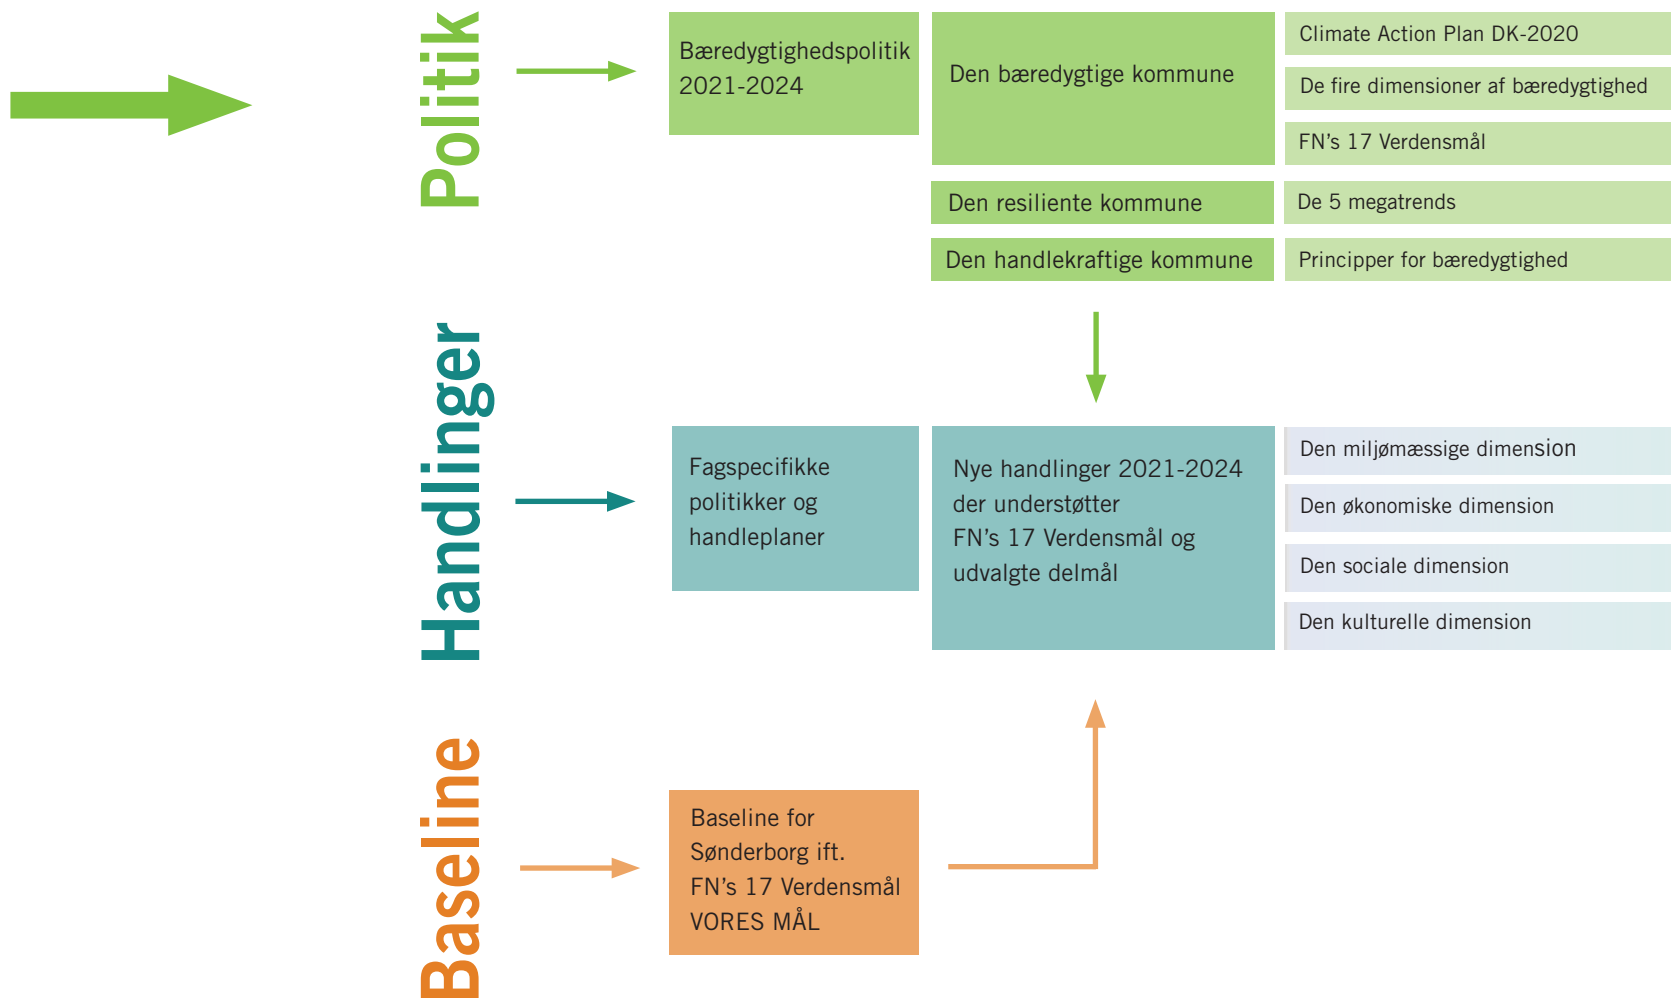 Politik
Bæredygtighedspolitik
2021-2024
Den bæredygtige kommune
Climate Action Plan DK-2020
De fire dimensioner af bæredygtighed
FN's 17 Verdensmål
Den resiliente kommune
De 5 megatrends
Den handlekraftige kommune
Principper for bæredygtighed
Handlinger
Fagspecifikke
politikker og
handleplaner
Nye handlinger 2021-2024
der understøtter
FN's 17 Verdensmål og
udvalgte delmål
Den miljømæssige dimension
Den økonomiske dimension
Den sociale dimension
Den kulturelle dimension
Baseline
Baseline for
Sønderborg ift.
FN's 17 Verdensmål
VORES MÅL